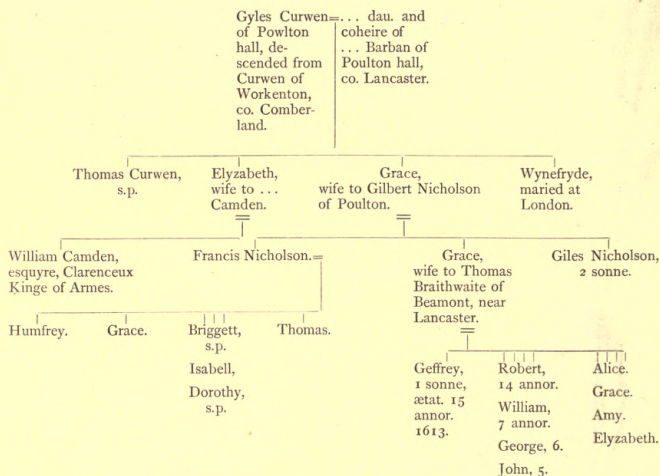 Gyles Curwen=... dau. and
of Powlton coheire of
hall, de- ... Barban of
scended from Poulton hall,
Curwen of co. Lancaster.
Workenton,
co. Comber-
land.
Thomas Curwen,
s.p.
Elyzabeth,
wife to ...
Camden.
Grace,
wife to Gilbert Nicholson
of Poulton.
Wynefryde,
maried at
London.
William Camden,
esquyre, Clarenceux
Kinge of Armes.
Francis Nicholson.=
Grace,
wife to Thomas
Braithwaite of
Beamont, near
Lancaster.
Giles Nicholson,
2 sonne.
Humfrey.
Grace.
Briggett,
s.p.
Isabell,
Dorothy,
s.p.
Thomas.
Geffrey,
1 sonne,
ætat. 15
annor.
1613.
Robert,
14 annor.
William,
7 annor.
George, 6.
John, 5.
Alice.
Grace.
Amy.
Elyzabeth.